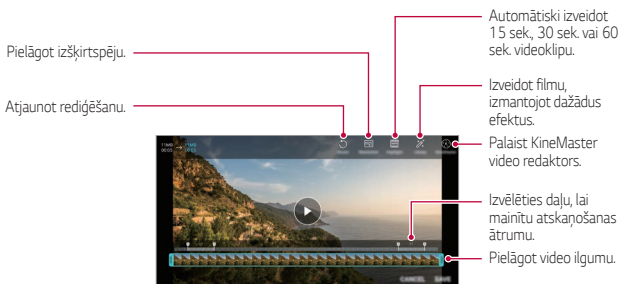 Automātiski izveidot
15 sek., 30 sek. vai 60
sek. videoklipu.
Pielāgot izšķirtspēju.
Izveidot filmu,
izmantojot dažādus
efektus.
Atjaunot rediģēšanu.
Palaist KineMaster
video redaktors.
Izvēlēties daļu, lai
mainītu atskaņošanas
ātrumu.
Pielāgot video ilgumu.
CANCEL SAVE